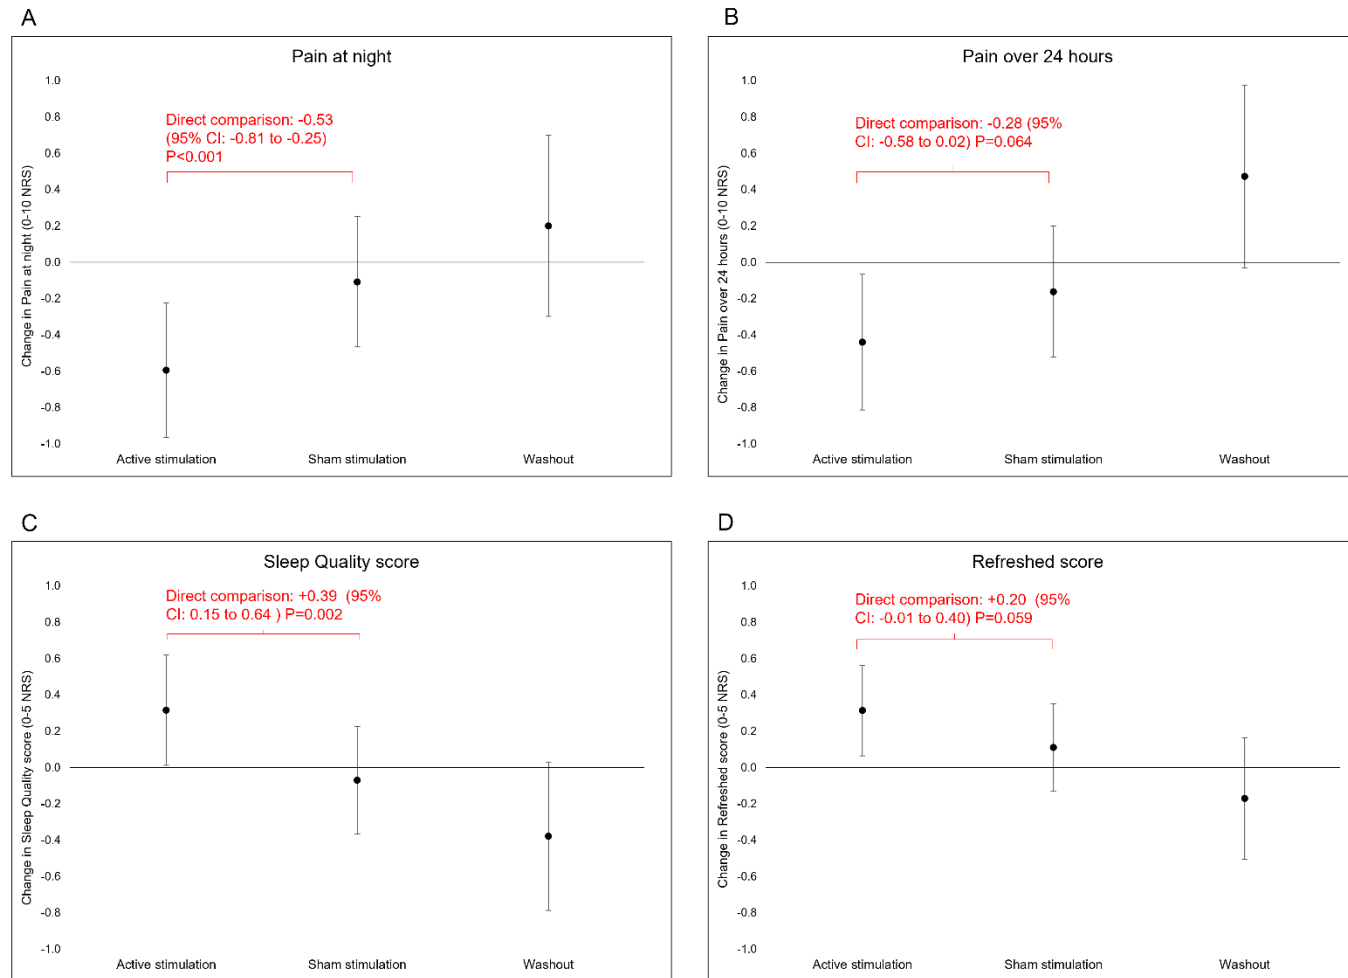 A
Pain at night
Change in Pain at night (0-10 NRS)
1.0
0.8
0.6
0.4
0.2
0.0
-0.2
-0.4
-0.6
-0.8
-1.0
Direct comparison: -0.53
(95% CI: -0.81 to -0.25)
P<0.001
Active stimulation
Sham stimulation
Washout
B
Pain over 24 hours
Change in Pain over 24 hours (0-10 NRS)
1.0
0.8
0.6
0.4
0.2
0.0
-0.2
-0.4
-0.6
-0.8
-1.0
Direct comparison: -0.28 (95%
CI: -0.58 to 0.02) P=0.064
Active stimulation
Sham stimulation
Washout
C
Sleep Quality score
Change in Sleep Quality score (0-5 NRS)
1.0
0.8
0.6
0.4
0.2
0.0
-0.2
-0.4
-0.6
-0.8
-1.0
Direct comparison: +0.39 (95%
CI: 0.15 to 0.64 ) P=0.002
Active stimulation
Sham stimulation
Washout
D
Refreshed score
Change in Refreshed score (0-5 NRS)
1.0
0.8
0.6
0.4
0.2
0.0
-0.2
-0.4
-0.6
-0.8
-1.0
Direct comparison: +0.20 (95%
CI: -0.01 to 0.40) P=0.059
Active stimulation
Sham stimulation
Washout